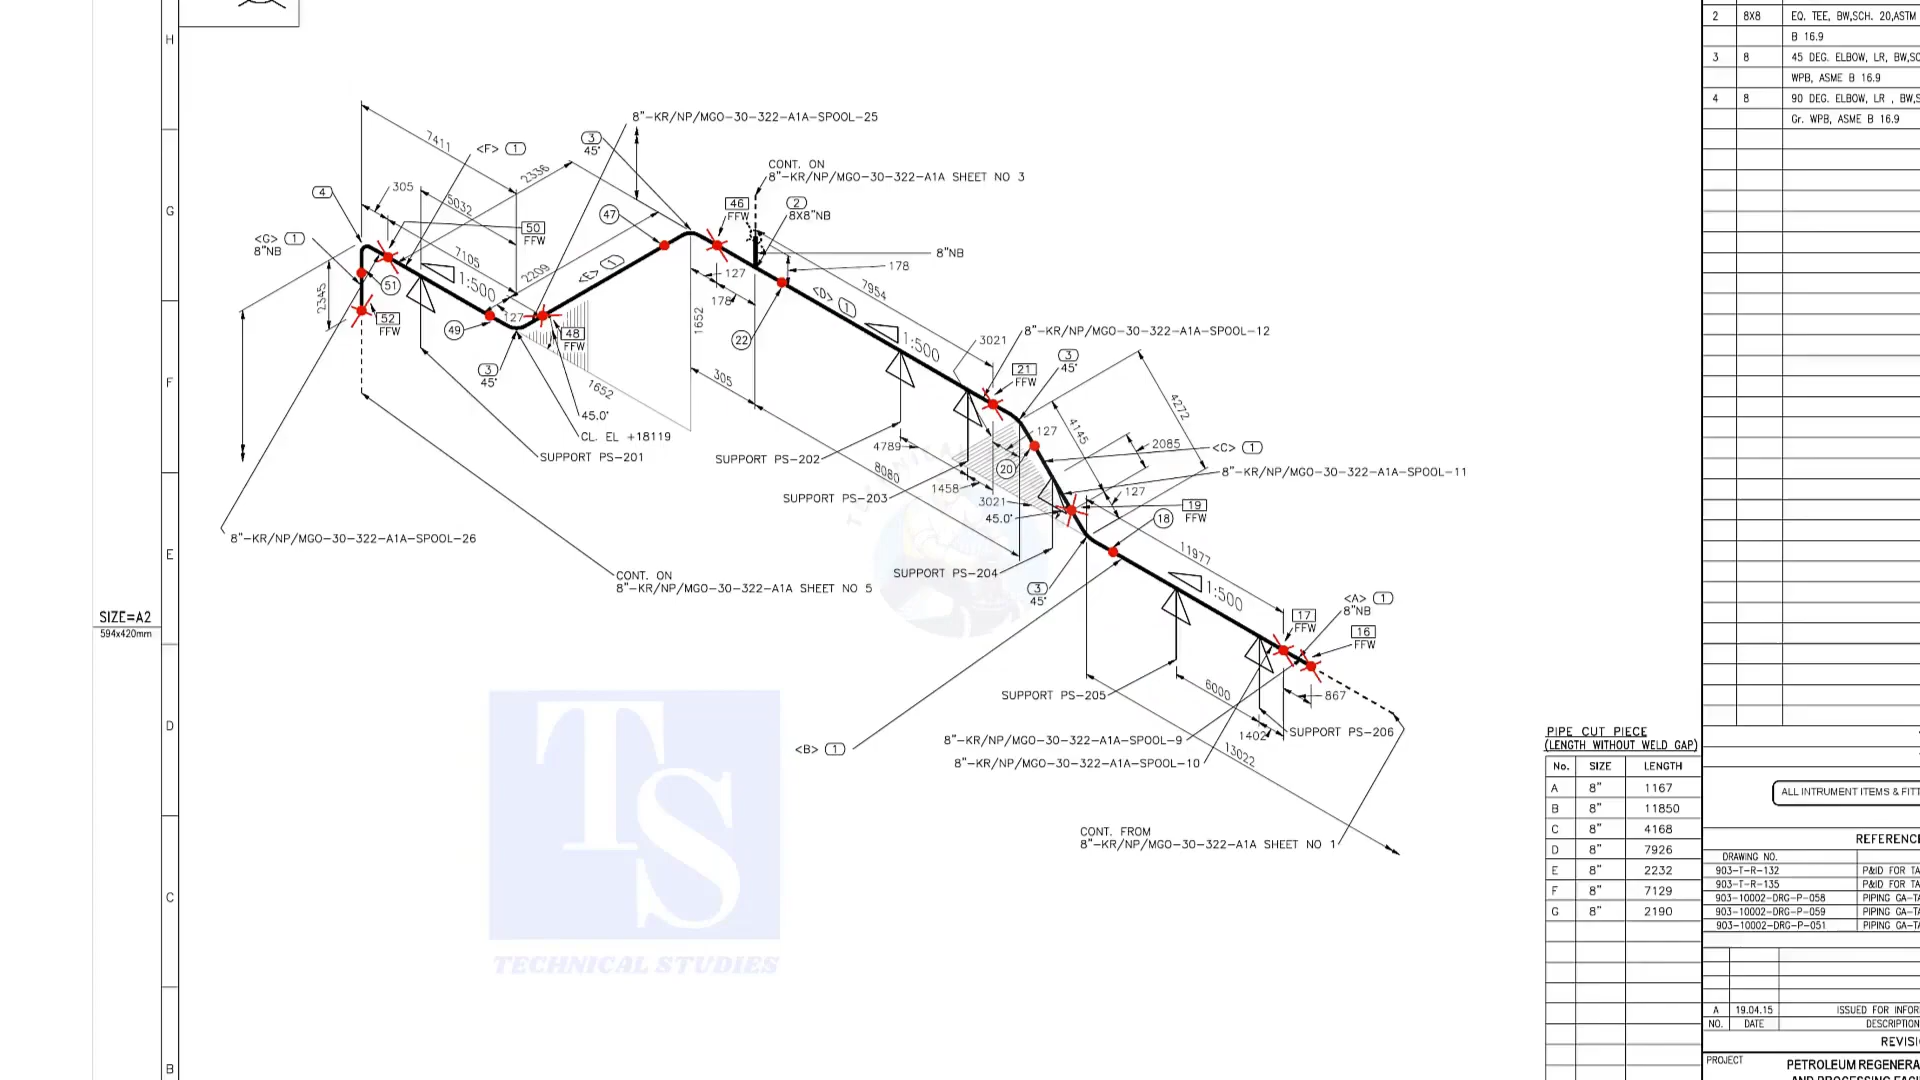 H
G
F
E
D
C
B
SIZE=A2
594x420mm
2 8X8 EQ. TEE, BW,SCH. 20,ASTM
B 16.9
3 8 45 DEG. ELBOW, LR, BW,SC
WPB, ASME B 16.9
4 8 90 DEG. ELBOW, LR , BW,S
Gr. WPB, ASME B 16.9
8"-KR/NP/MGO-30-322-A1A-SPOOL-25
7411
<F> 1
3
45°
2336
CONT. ON
8"-KR/NP/MGO-30-322-A1A SHEET NO 3
4
305
5032
50
FFW
47
46
FFW
2
8X8"NB
<G> 1
8"NB
7105
2209
<E> 1
8"NB
178
127
178
51
1:500
2345
52
FFW
49
127
48
FFW
3
45°
1652
1652
45.0°
CL. EL +18119
SUPPORT PS-201
22
<D> 1
7954
1:500
305
3021
8"-KR/NP/MGO-30-322-A1A-SPOOL-12
21
FFW
3
45°
4272
4145
127
2085
<C> 1
8"-KR/NP/MGO-30-322-A1A-SPOOL-11
SUPPORT PS-202
4789
8080
20
1458
3021
45.0°
127
19
FFW
18
SUPPORT PS-203
8"-KR/NP/MGO-30-322-A1A-SPOOL-26
CONT. ON
8"-KR/NP/MGO-30-322-A1A SHEET NO 5
SUPPORT PS-204
3
45°
11977
1:500
<A> 1
8"NB
17
FFW
16
FFW
SUPPORT PS-205
6000
867
1402
SUPPORT PS-206
<B> 1
8"-KR/NP/MGO-30-322-A1A-SPOOL-9
8"-KR/NP/MGO-30-322-A1A-SPOOL-10
13022
CONT. FROM
8"-KR/NP/MGO-30-322-A1A SHEET NO 1
TS
TECHNICAL STUDIES
PIPE CUT PIECE
(LENGTH WITHOUT WELD GAP)
No. SIZE LENGTH
A 8" 1167
B 8" 11850
C 8" 4168
D 8" 7926
E 8" 2232
F 8" 7129
G 8" 2190
ALL INTRUMENT ITEMS & FITT
REFERENCE
DRAWING NO.
903-T-R-132 P&ID FOR TA
903-T-R-135 P&ID FOR TA
903-10002-DRG-P-058 PIPING GA-TA
903-10002-DRG-P-059 PIPING GA-TA
903-10002-DRG-P-051 PIPING GA-TA
A 19.04.15 ISSUED FOR INFOR
NO. DATE DESCRIPTION
REVISI
PROJECT
PETROLEUM REGENERA